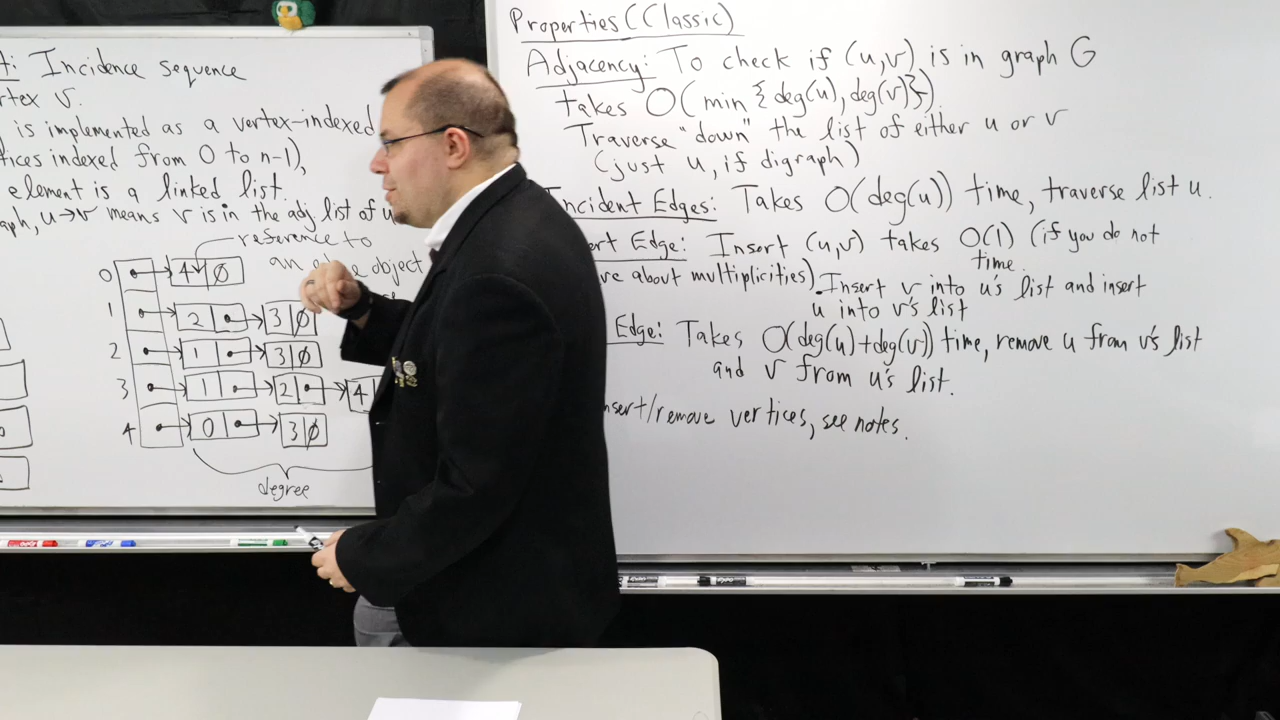 Incidence sequence
vertex v.
is implemented as a vertex-indexed
indexed from 0 to n-1),
element is a linked list.
u→v means v is in the adj. list of u
reference to
an edge object
0 4 ∅
1 2 3 ∅
2 1 3 ∅
3 1 2 4
4 0 3 ∅
degree
Properties (Classic)
Adjacency: To check if (u,v) is in graph G
takes O(min{deg(u), deg(v)})
Traverse "down" the list of either u or v
(just u, if digraph)
Incident Edges: Takes O(deg(u)) time, traverse list u.
Edge: Insert (u,v) takes O(1) (if you do not
time.
about multiplicities) Insert v into u's list and insert
u into v's list
Edge: Takes O(deg(u)+deg(v)) time, remove u from v's list
and v from u's list.
insert/remove vertices, see notes.